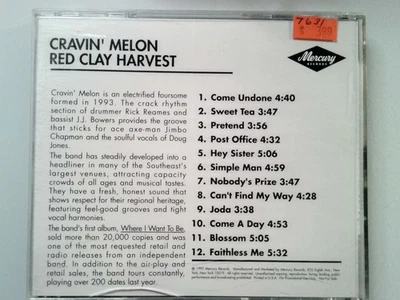 7631
$ 3.99
CRAVIN' MELON
RED CLAY HARVEST
Mercury
RECORDS
Cravin' Melon is an electrified foursome
formed in 1993. The crack rhythm
section of drummer Rick Reames and
bassist J.J. Bowers provides the groove
that sticks for ace axe-man Jimbo
Chapman and the soulful vocals of Doug
Jones.
The band has steadily developed into a
headliner in many of the Southeast's
largest venues, attracting capacity
crowds of all ages and musical tastes.
They have a fresh, honest sound that
shows respect for their regional heritage,
featuring feel-good grooves and tight
vocal harmonies.
The band's first album, Where I Want To Be,
sold more than 20,000 copies and was
one of the most requested retail and
radio releases from an independent
band. In addition to the air-play and
retail sales, the band tours constantly,
playing over 200 dates last year.
1. Come Undone 4:40
2. Sweet Tea 3:47
3. Pretend 3:56
4. Post Office 4:32
5. Hey Sister 5:06
6. Simple Man 4:59
7. Nobody's Prize 3:47
8. Can't Find My Way 4:28
9. Joda 3:38
10. Come A Day 4:53
11. Blossom 5:05
12. Faithless Me 5:32